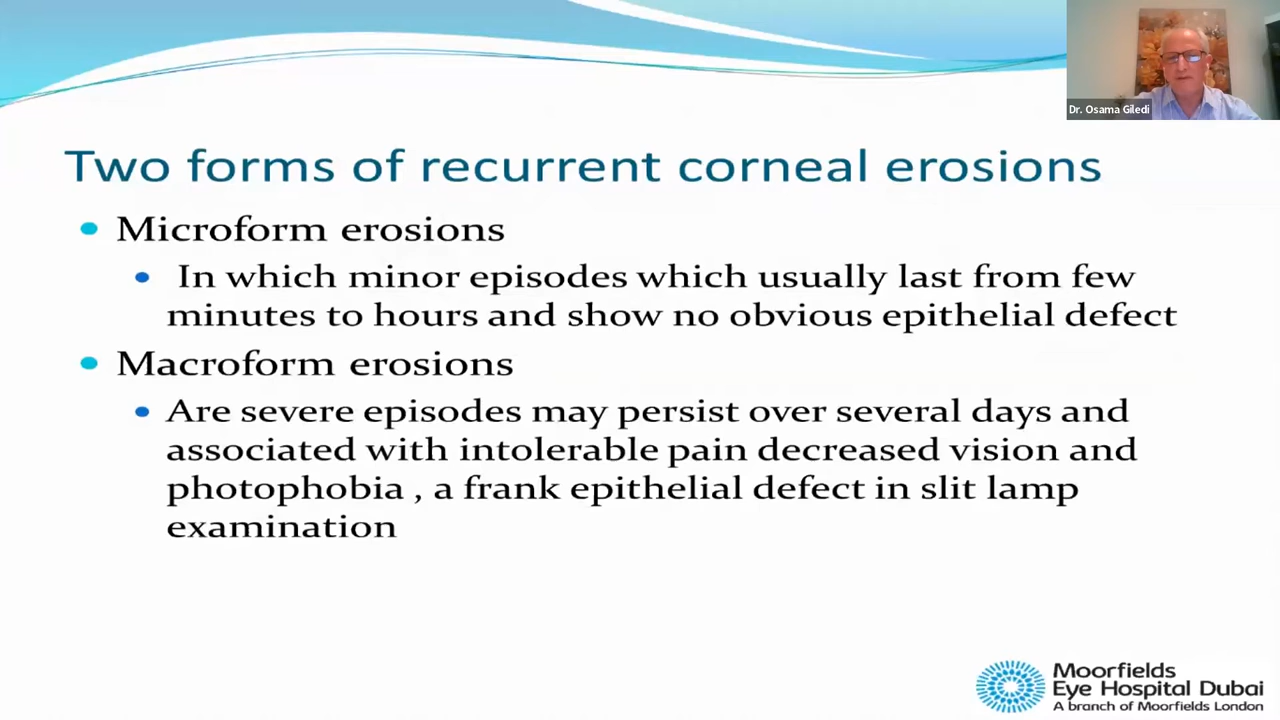 Dr. Osama Giledi
Two forms of recurrent corneal erosions
Microform erosions
In which minor episodes which usually last from few
minutes to hours and show no obvious epithelial defect
Macroform erosions
Are severe episodes may persist over several days and
associated with intolerable pain decreased vision and
photophobia , a frank epithelial defect in slit lamp
examination
Moorfields
Eye Hospital Dubai
A branch of Moorfields London